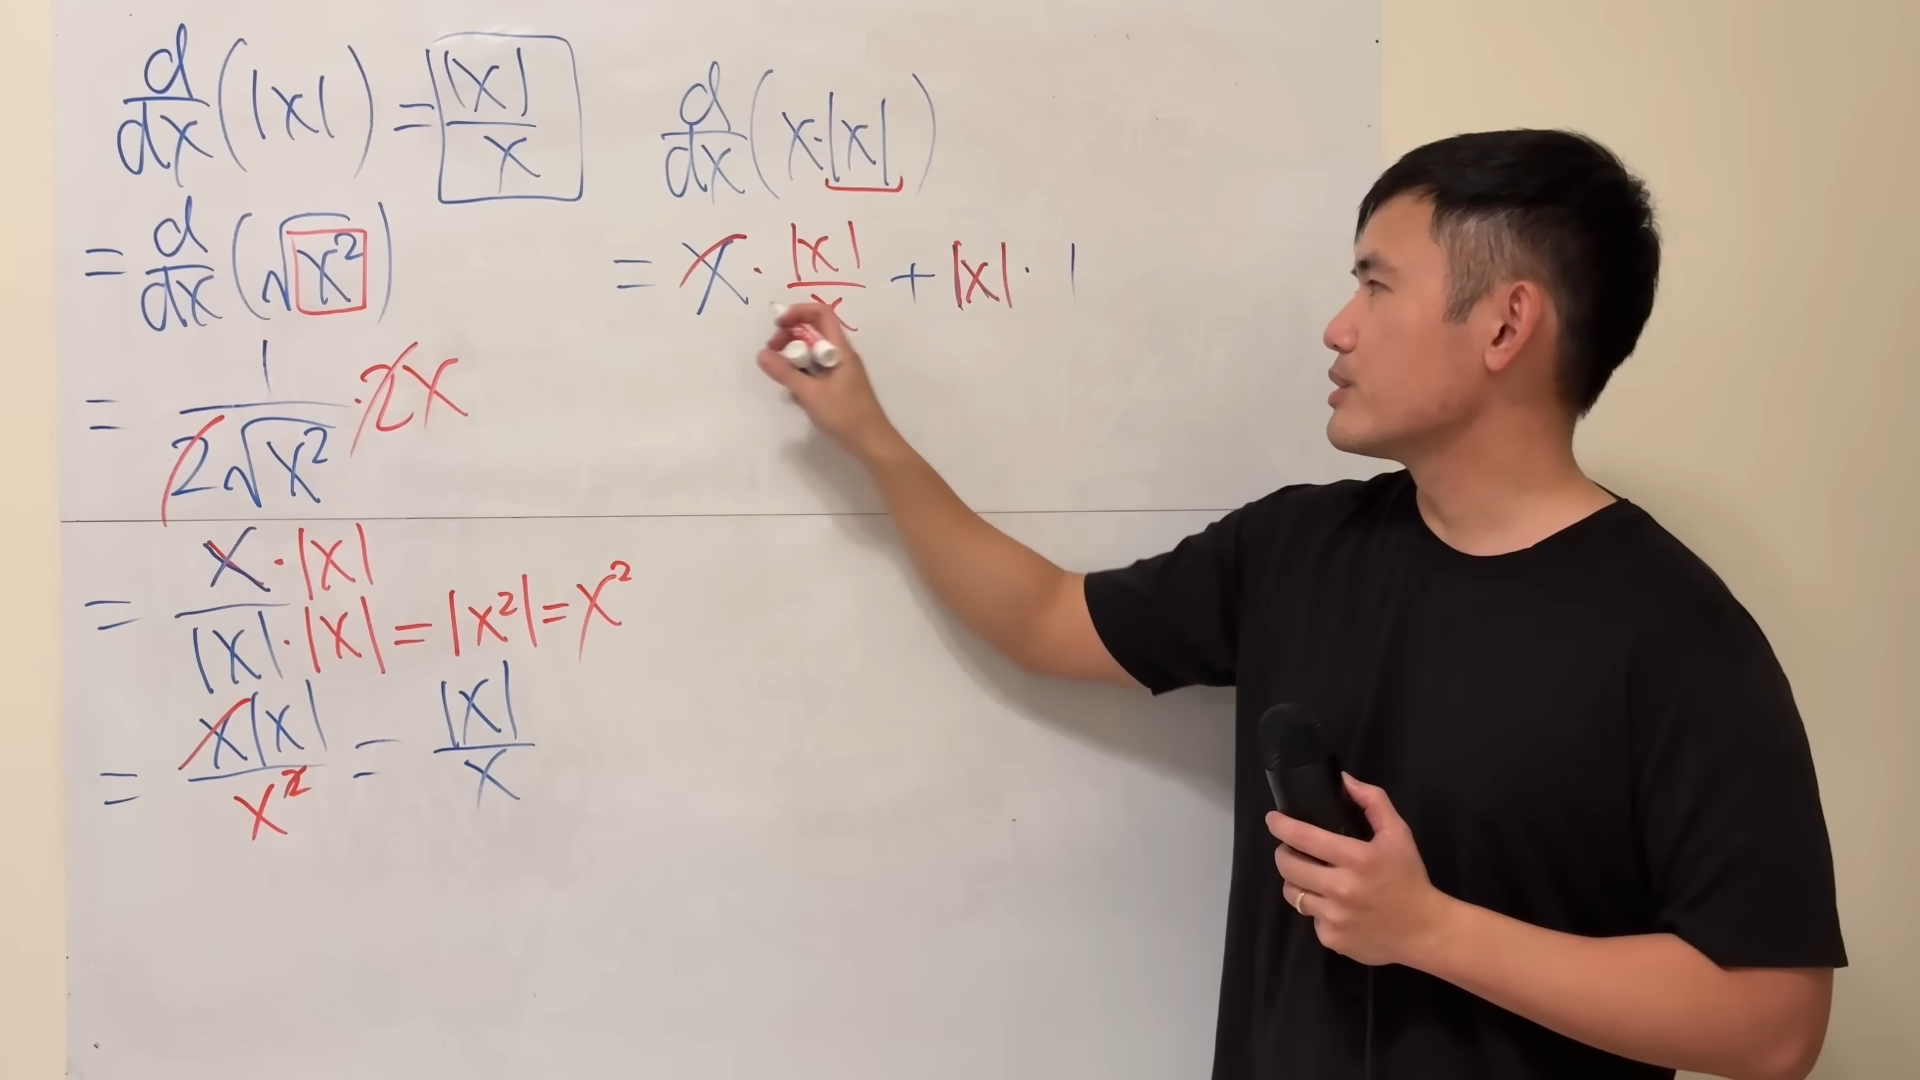 d/dx (|x|) = |x|/x
= d/dx (√x²)
= 1/(2√x²) · 2x
= (x · |x|)/(|x| · |x|) = |x²| = x²
= x|x|/x² = |x|/x
d/dx (x·|x|)
= x · |x|/x + |x| · 1